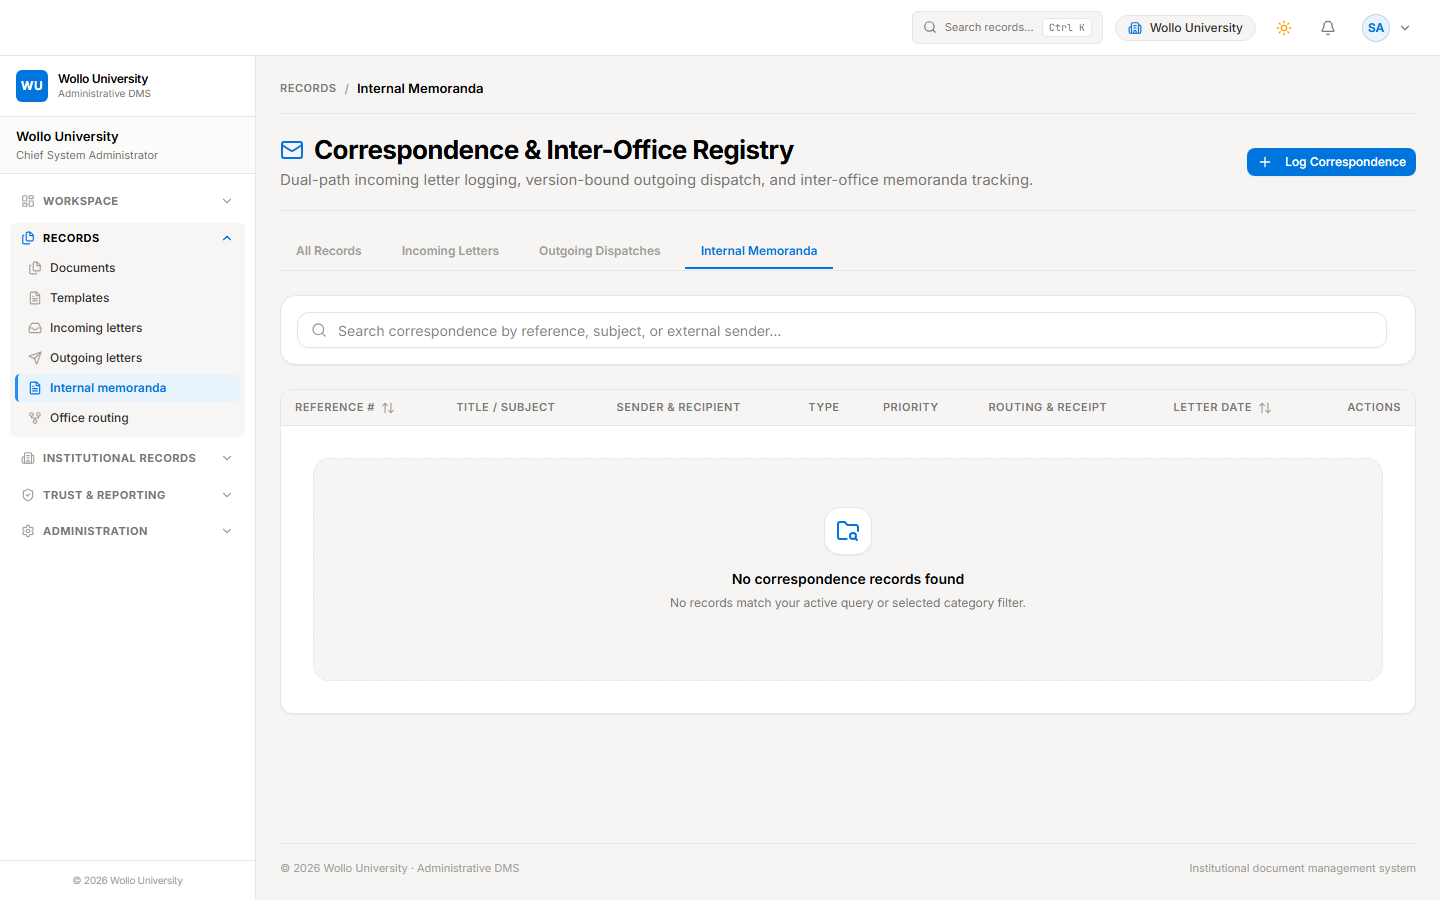 Search records...
Ctrl K
Wollo University
SA
WU
Wollo University
Administrative DMS
Wollo University
Chief System Administrator
WORKSPACE
RECORDS
Documents
Templates
Incoming letters
Outgoing letters
Internal memoranda
Office routing
INSTITUTIONAL RECORDS
TRUST & REPORTING
ADMINISTRATION
© 2026 Wollo University
RECORDS / Internal Memoranda
Correspondence & Inter-Office Registry
Dual-path incoming letter logging, version-bound outgoing dispatch, and inter-office memoranda tracking.
Log Correspondence
All Records
Incoming Letters
Outgoing Dispatches
Internal Memoranda
Search correspondence by reference, subject, or external sender...
REFERENCE #
TITLE / SUBJECT
SENDER & RECIPIENT
TYPE
PRIORITY
ROUTING & RECEIPT
LETTER DATE
ACTIONS
No correspondence records found
No records match your active query or selected category filter.
© 2026 Wollo University · Administrative DMS
Institutional document management system